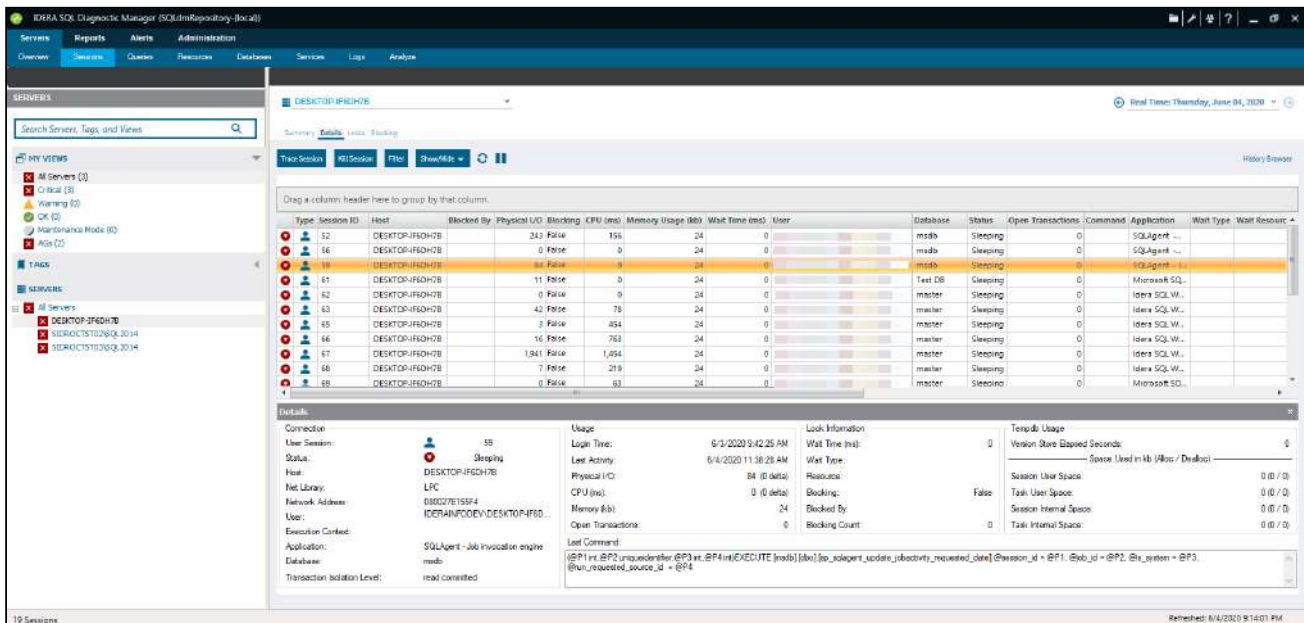 IDERA SQL Diagnostic Manager (SQLdmRepository-(local))
Servers Reports Alerts Administration
Overview Sessions Queries Resources Databases Services Logs Analyze
SERVERS
DESKTOP-IF6DH7B
Real Time: Thursday, June 04, 2020
Search Servers, Tags, and Views
Summary Details Locks Blocking
MY VIEWS
Trace Session Kill Session Filter Show/Hide
History Browser
All Servers (3)
Critical (3)
Warning (0)
OK (0)
Maintenance Mode (0)
AGs (2)
TAGS
SERVERS
All Servers
DESKTOP-IF6DH7B
Drag a column header here to group by that column.
Type Session ID Host Blocked By Physical I/O Blocking CPU (ms) Memory Usage (kb) Wait Time (ms) User Database Status Open Transactions Command Application Wait Type Wait Resourc
52 DESKTOP-IF6DH7B 243 False 156 24 0 msdb Sleeping 0 SQLAgent -...
56 DESKTOP-IF6DH7B 0 False 0 24 0 msdb Sleeping 0 SQLAgent -...
59 DESKTOP-IF6DH7B 84 False 0 24 0 msdb Sleeping 0 SQLAgent - J...
61 DESKTOP-IF6DH7B 11 False 0 24 0 Test DB Sleeping 0 Microsoft SQ...
62 DESKTOP-IF6DH7B 0 False 0 24 0 master Sleeping 0 Idera SQL W...
63 DESKTOP-IF6DH7B 42 False 78 24 0 master Sleeping 0 Idera SQL W...
65 DESKTOP-IF6DH7B 3 False 454 24 0 master Sleeping 0 Idera SQL W...
66 DESKTOP-IF6DH7B 16 False 763 24 0 master Sleeping 0 Idera SQL W...
67 DESKTOP-IF6DH7B 1,941 False 1,454 24 0 master Sleeping 0 Idera SQL W...
68 DESKTOP-IF6DH7B 7 False 219 24 0 master Sleeping 0 Idera SQL W...
69 DESKTOP-IF6DH7B 0 False 63 24 0 master Sleeping 0 Microsoft SQ...
Details
Connection
User Session: 59
Status: Sleeping
Host: DESKTOP-IF6DH7B
Net Library: LPC
Network Address: 080027E155F4
User: IDERAINFODEV\DESKTOP-IF6D...
Execution Context:
Application: SQLAgent - Job invocation engine
Database: msdb
Transaction Isolation Level: read committed
Usage
Login Time: 6/3/2020 9:42:25 AM
Last Activity: 6/4/2020 11:38:28 AM
Physical I/O: 84 (0 delta)
CPU (ms): 0 (0 delta)
Memory (kb): 24
Open Transactions: 0
Lock Information
Wait Time (ms): 0
Wait Type:
Resource:
Blocking: False
Blocked By:
Blocking Count: 0
Tempdb Usage
Version Store Elapsed Seconds: 0
Space Used in kb (Alloc / Dealloc)
Session User Space: 0 (0 / 0)
Task User Space: 0 (0 / 0)
Session Internal Space: 0 (0 / 0)
Task Internal Space: 0 (0 / 0)
Last Command:
(@P1 int,@P2 uniqueidentifier,@P3 int,@P4 int)EXECUTE [msdb].[dbo].[sp_sqlagent_update_jobactivity_requested_date] @session_id = @P1, @job_id = @P2, @is_system = @P3,
@run_requested_source_id = @P4
19 Sessions
Refreshed: 6/4/2020 9:14:01 PM